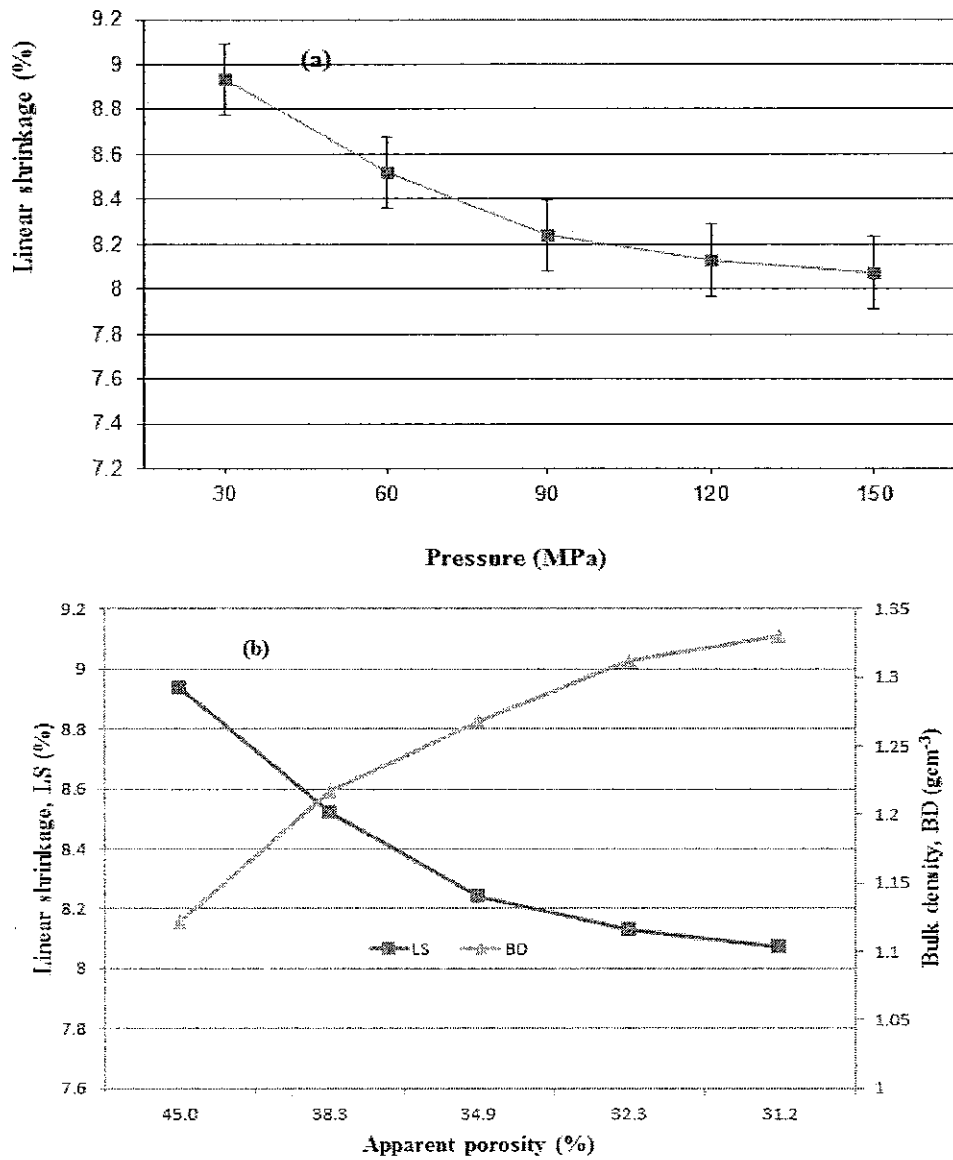 (a)
Linear shrinkage (%)
9.2
9
8.8
8.6
8.4
8.2
8
7.8
7.6
7.4
7.2
30 60 90 120 150
Pressure (MPa)
(b)
Linear shrinkage, LS (%)
9.2
9
8.8
8.6
8.4
8.2
8
7.8
7.6
LS BD
1.35
1.3
1.25
1.2
1.15
1.1
1.05
1
Bulk density, BD (gcm-3)
45.0 38.3 34.9 32.3 31.2
Apparent porosity (%)